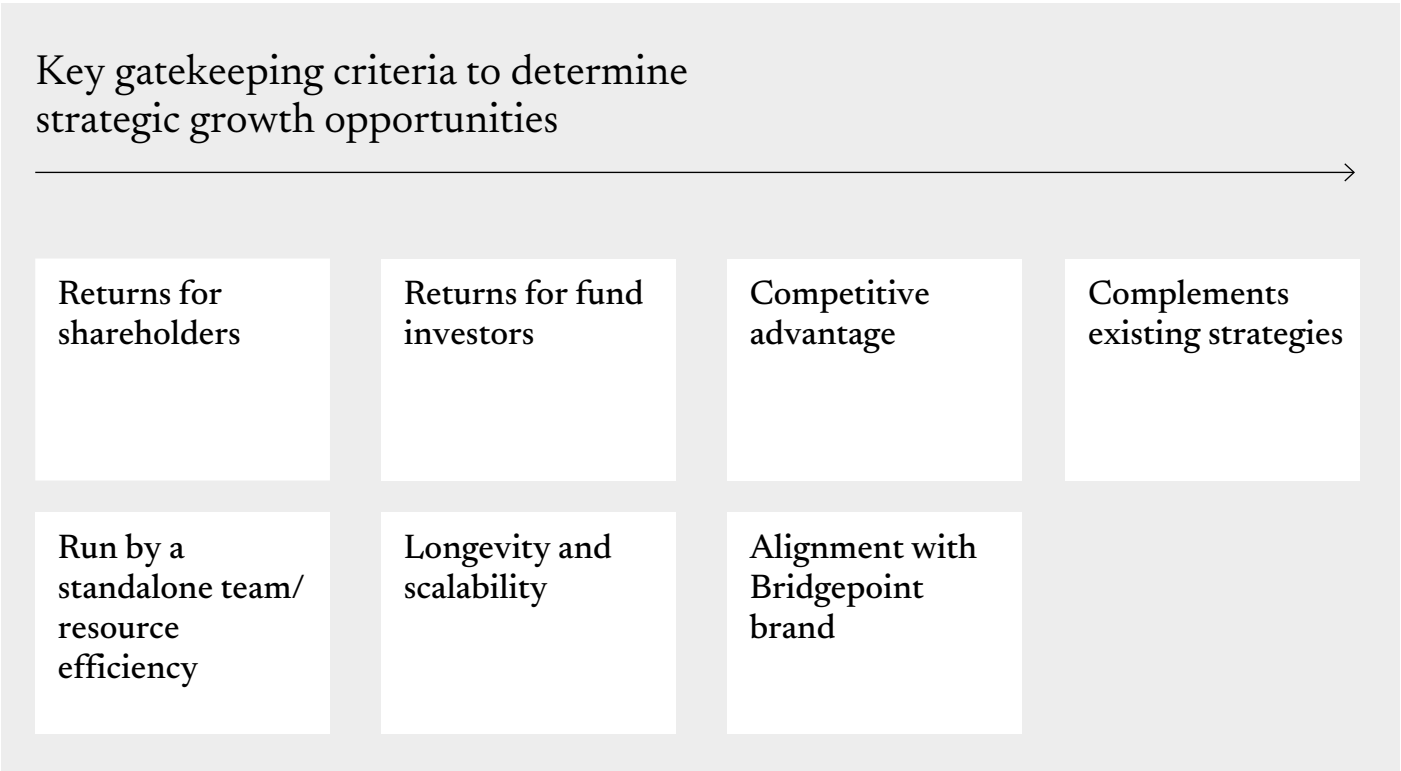 Key gatekeeping criteria to determine
strategic growth opportunities
Returns for
shareholders
Returns for fund
investors
Competitive
advantage
Complements
existing strategies
Run by a
standalone team/
resource
efficiency
Longevity and
scalability
Alignment with
Bridgepoint
brand